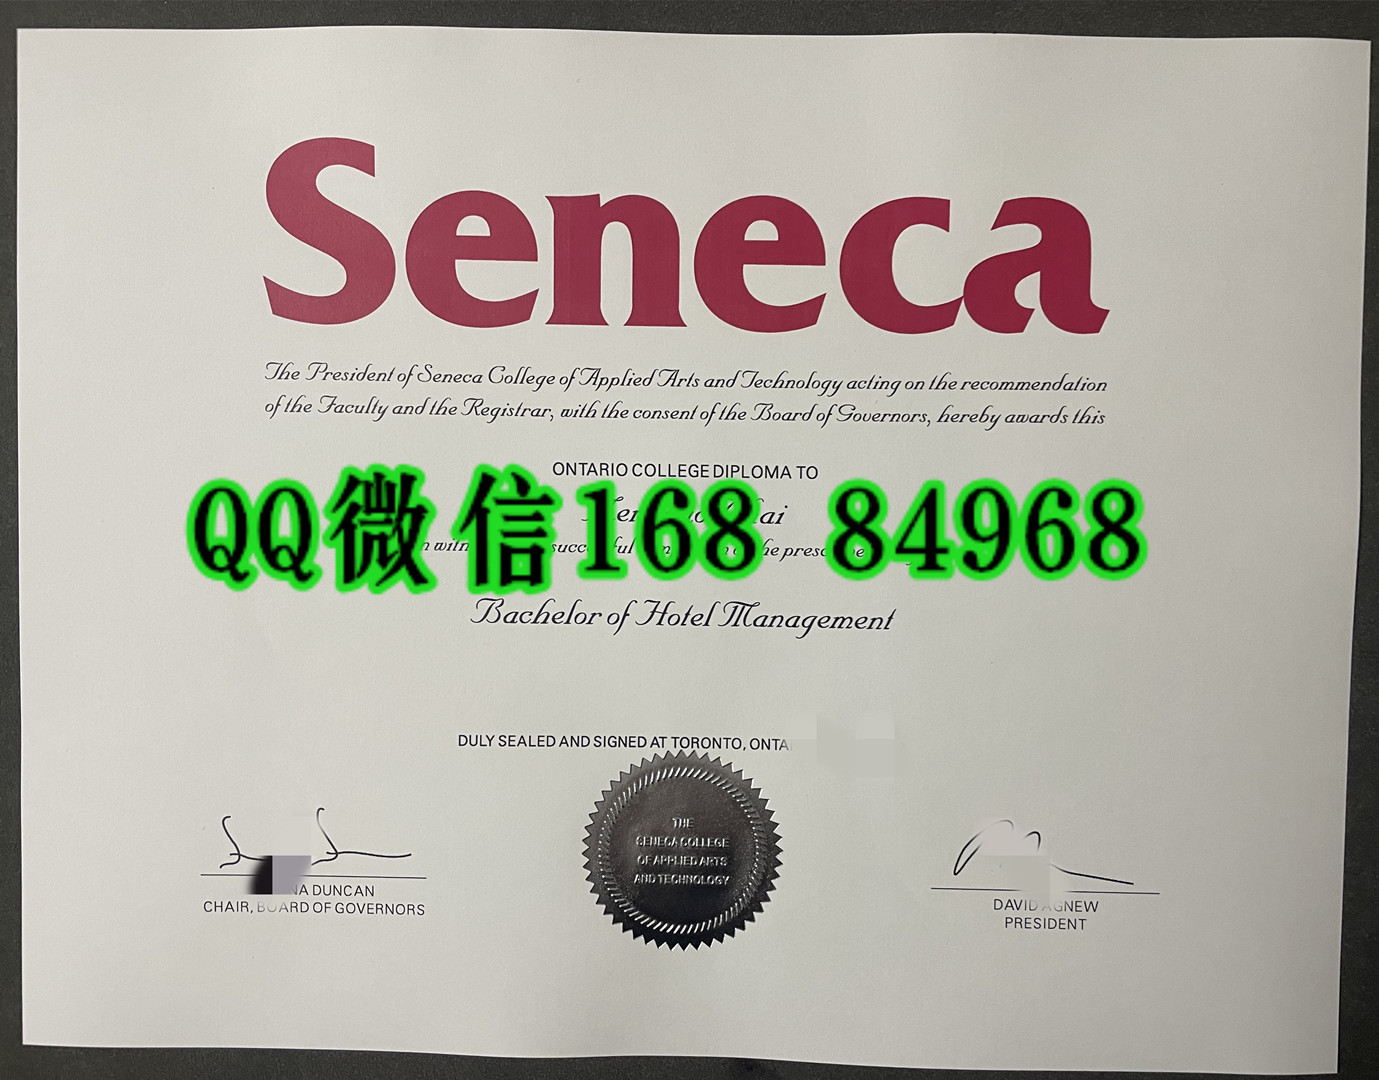 Seneca
The President of Seneca College of Applied Arts and Technology acting on the recommendation
of the Faculty and the Registrar, with the consent of the Board of Governors, hereby awards this
ONTARIO COLLEGE DIPLOMA TO
QQ微信168 84968
Bachelor of Hotel Management
DULY SEALED AND SIGNED AT TORONTO,
THE
SENECA COLLEGE
OF APPLIED ARTS
AND TECHNOLOGY
DUNCAN
CHAIR, BOARD OF GOVERNORS
DAVID AGNEW
PRESIDENT